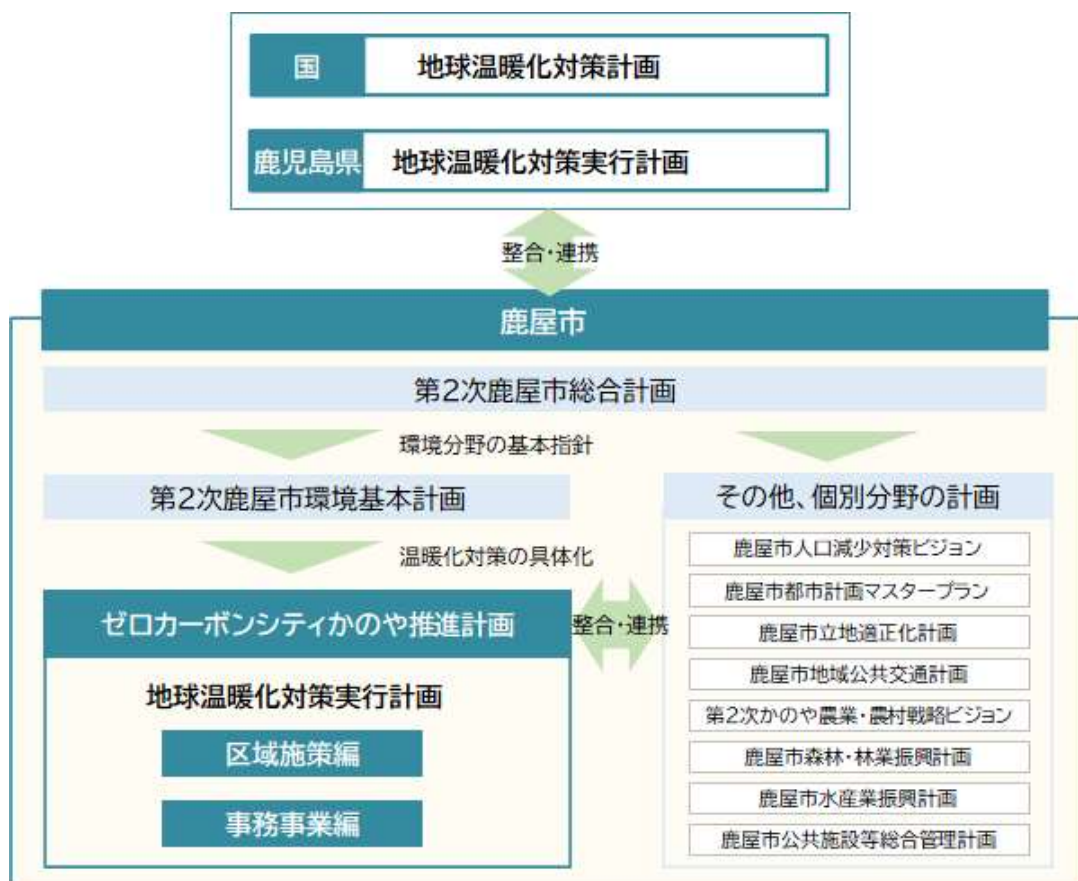 国
地球温暖化対策計画
鹿児島県
地球温暖化対策実行計画
整合・連携
鹿屋市
第2次鹿屋市総合計画
環境分野の基本指針
第2次鹿屋市環境基本計画
温暖化対策の具体化
ゼロカーボンシティかのや推進計画
地球温暖化対策実行計画
区域施策編
事務事業編
整合・連携
その他、個別分野の計画
鹿屋市人口減少対策ビジョン
鹿屋市都市計画マスタープラン
鹿屋市立地適正化計画
鹿屋市地域公共交通計画
第2次かのや農業・農村戦略ビジョン
鹿屋市森林・林業振興計画
鹿屋市水産業振興計画
鹿屋市公共施設等総合管理計画